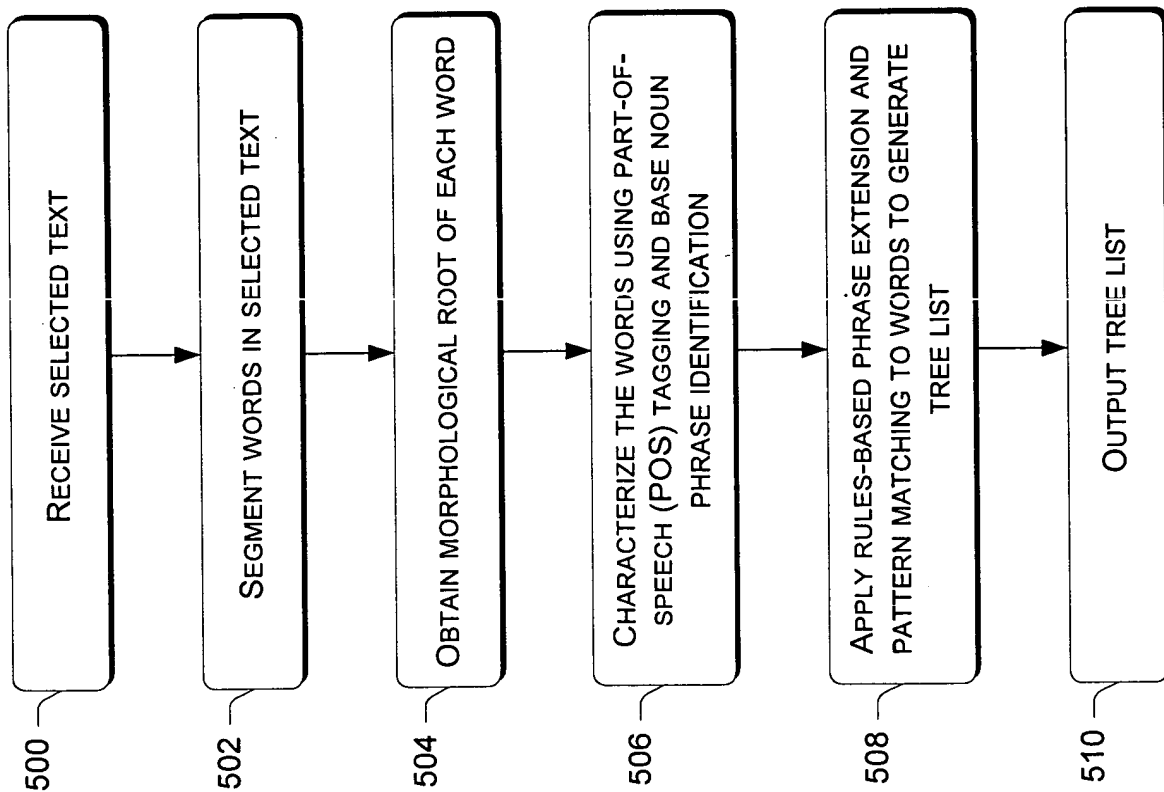 500
RECEIVE SELECTED TEXT
502
SEGMENT WORDS IN SELECTED TEXT
504
OBTAIN MORPHOLOGICAL ROOT OF EACH WORD
506
CHARACTERIZE THE WORDS USING PART-OF-
SPEECH (POS) TAGGING AND BASE NOUN
PHRASE IDENTIFICATION
508
APPLY RULES-BASED PHRASE EXTENSION AND
PATTERN MATCHING TO WORDS TO GENERATE
TREE LIST
510
OUTPUT TREE LIST